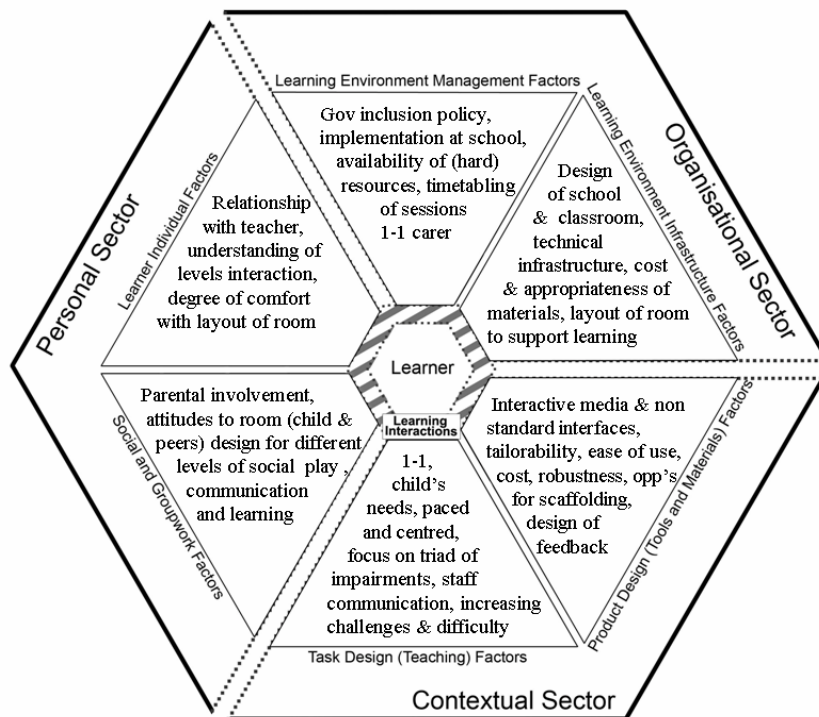 Learning Environment Management Factors
Gov inclusion policy,
implementation at school,
availability of (hard)
resources, timetabling
of sessions
1-1 carer
Organisational Sector
Learning Environment Infrastructure Factors
Design
of school
& classroom,
technical
infrastructure, cost
& appropriateness of
materials, layout of room
to support learning
Personal Sector
Learner Individual Factors
Relationship
with teacher,
understanding of
levels interaction,
degree of comfort
with layout of room
Learner
Learning
Interactions
Social and Groupwork Factors
Parental involvement,
attitudes to room (child &
peers) design for different
levels of social play ,
communication
and learning
1-1,
child's
needs, paced
and centred,
focus on triad of
impairments, staff
communication, increasing
challenges & difficulty
Task Design (Teaching) Factors
Interactive media & non
standard interfaces,
tailorability, ease of use,
cost, robustness, opp's
for scaffolding,
design of
feedback
Product Design (Tools and Materials) Factors
Contextual Sector